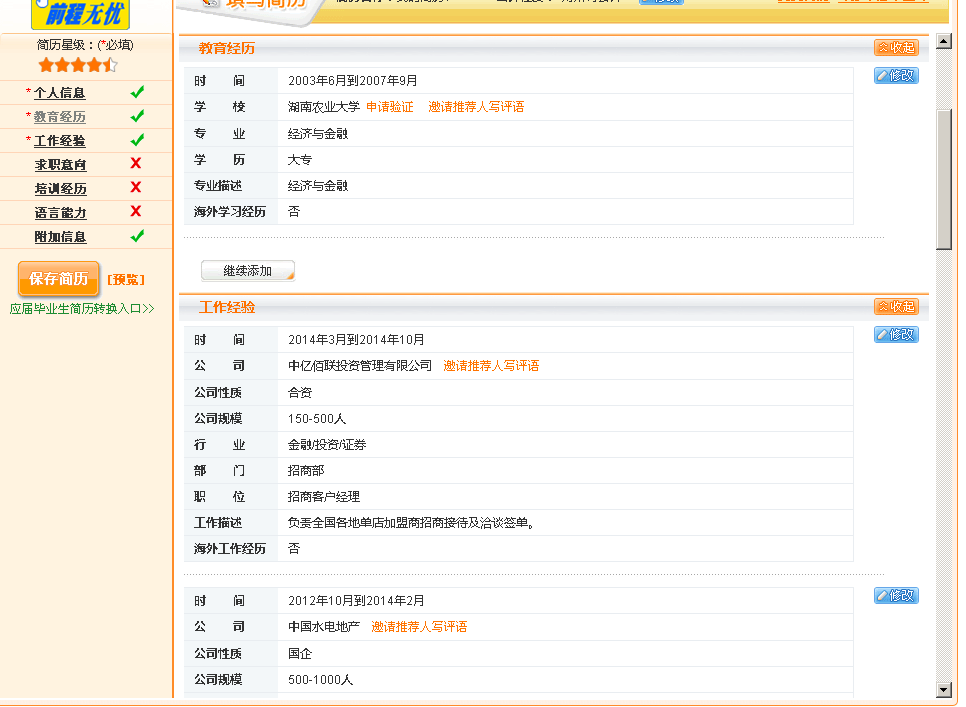 前程无优
填写简历
简历星级：(*必填)
*个人信息
*教育经历
*工作经验
求职意向
培训经历
语言能力
附加信息
保存简历 [预览]
应届毕业生简历转换入口>>
教育经历 收起
时 间 2003年6月到2007年9月 修改
学 校 湖南农业大学 申请验证 邀请推荐人写评语
专 业 经济与金融
学 历 大专
专业描述 经济与金融
海外学习经历 否
继续添加
工作经验 收起
时 间 2014年3月到2014年10月 修改
公 司 中亿佰联投资管理有限公司 邀请推荐人写评语
公司性质 合资
公司规模 150-500人
行 业 金融/投资/证券
部 门 招商部
职 位 招商客户经理
工作描述 负责全国各地单店加盟商招商接待及洽谈签单。
海外工作经历 否
时 间 2012年10月到2014年2月 修改
公 司 中国水电地产 邀请推荐人写评语
公司性质 国企
公司规模 500-1000人